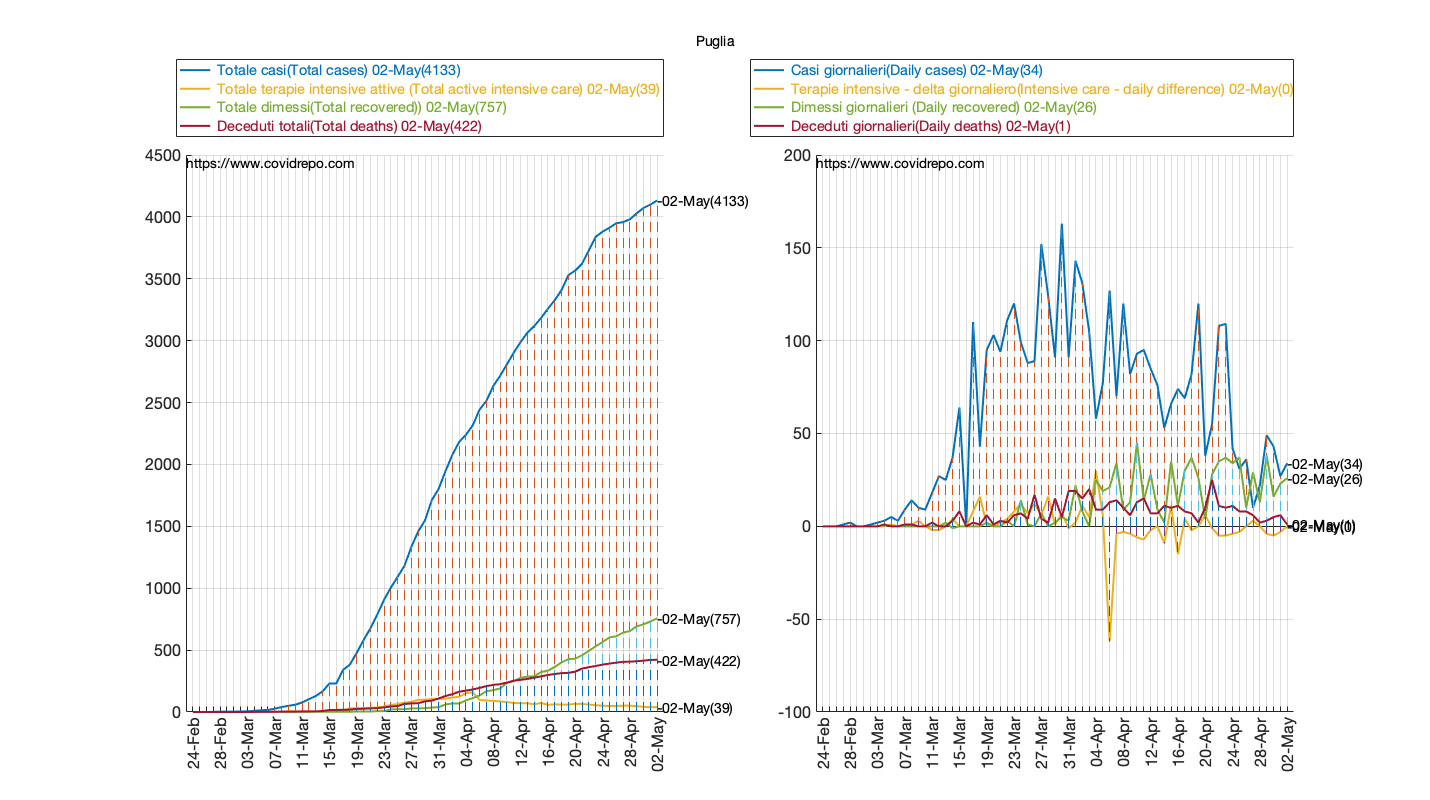 Puglia
Totale casi(Total cases) 02-May(4133)
Totale terapie intensive attive (Total active intensive care) 02-May(39)
Totale dimessi(Total recovered)) 02-May(757)
Deceduti totali(Total deaths) 02-May(422)
Casi giornalieri(Daily cases) 02-May(34)
Terapie intensive - delta giornaliero(Intensive care - daily difference) 02-May(0)
Dimessi giornalieri (Daily recovered) 02-May(26)
Deceduti giornalieri(Daily deaths) 02-May(1)
https://www.covidrepo.com
4500
4000
3500
3000
2500
2000
1500
1000
500
0
02-May(4133)
02-May(757)
02-May(422)
02-May(39)
24-Feb
28-Feb
03-Mar
07-Mar
11-Mar
15-Mar
19-Mar
23-Mar
27-Mar
31-Mar
04-Apr
08-Apr
12-Apr
16-Apr
20-Apr
24-Apr
28-Apr
02-May
https://www.covidrepo.com
200
150
100
50
0
-50
-100
02-May(34)
02-May(26)
02-May(1)
02-May(0)
24-Feb
28-Feb
03-Mar
07-Mar
11-Mar
15-Mar
19-Mar
23-Mar
27-Mar
31-Mar
04-Apr
08-Apr
12-Apr
16-Apr
20-Apr
24-Apr
28-Apr
02-May